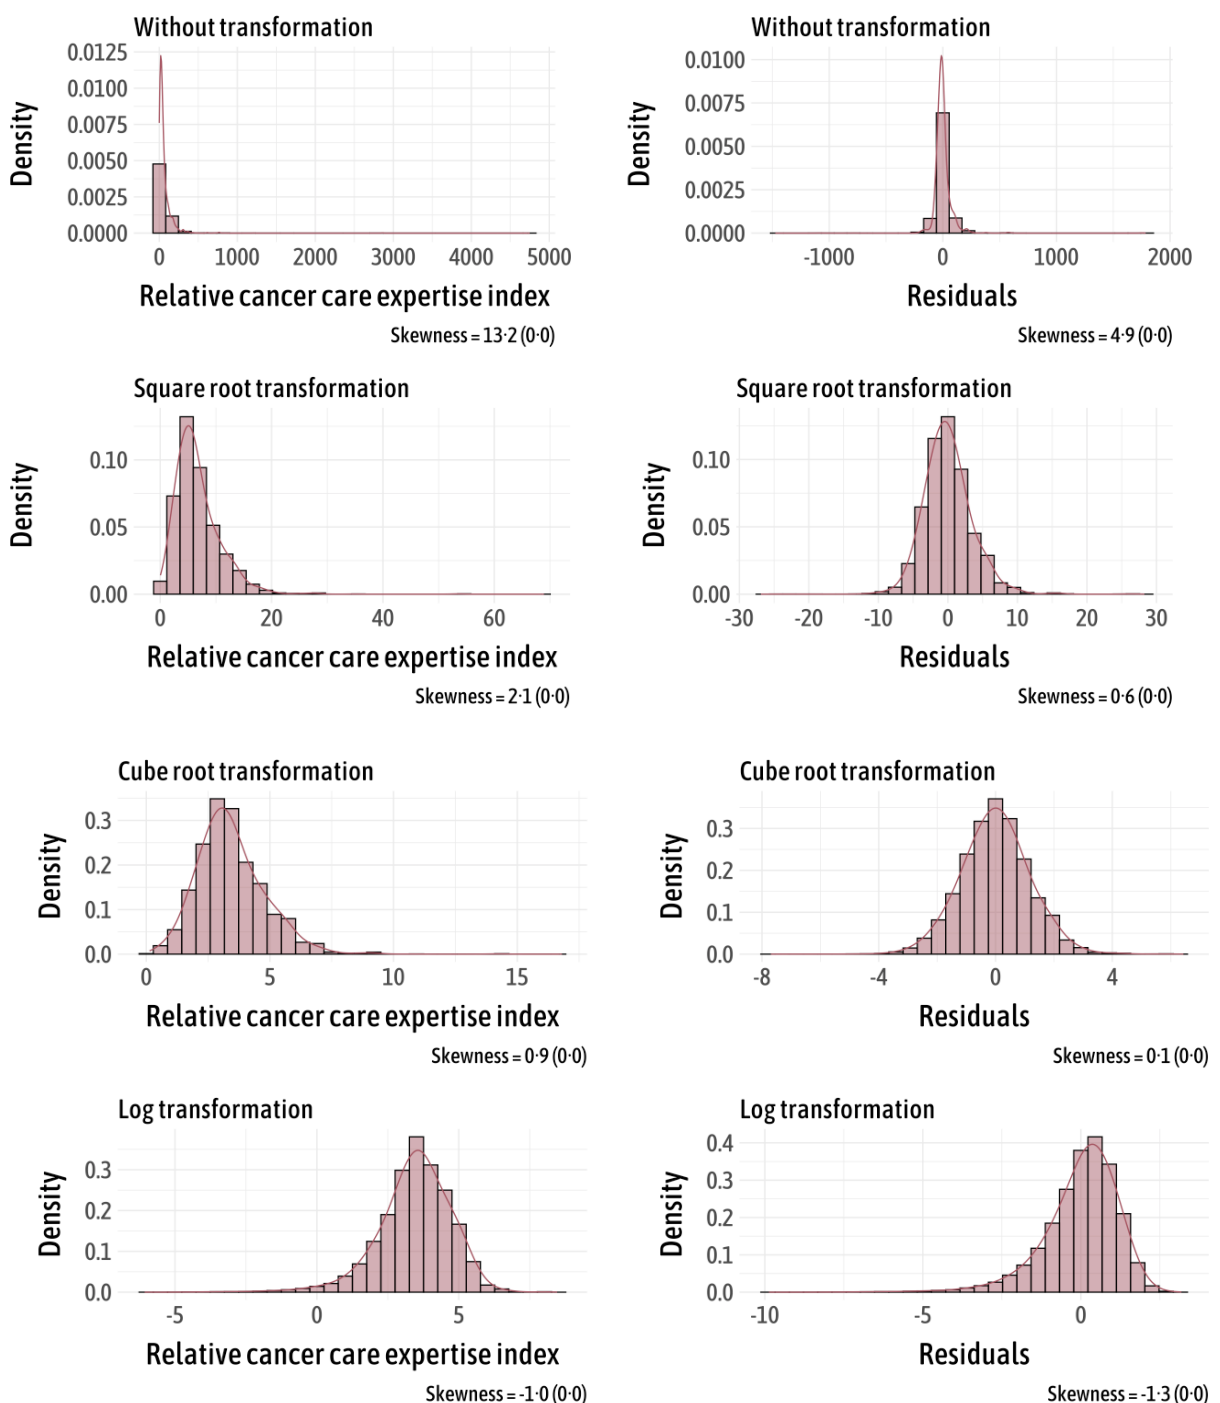 Without transformation
0.0125
0.0100
0.0075
0.0050
0.0025
0.0000
Density
0 1000 2000 3000 4000 5000
Relative cancer care expertise index
Skewness = 13·2 (0·0)
Without transformation
0.0100
0.0075
0.0050
0.0025
0.0000
Density
-1000 0 1000 2000
Residuals
Skewness = 4·9 (0·0)
Square root transformation
0.10
0.05
0.00
Density
0 20 40 60
Relative cancer care expertise index
Skewness = 2·1 (0·0)
Square root transformation
0.10
0.05
0.00
Density
-30 -20 -10 0 10 20 30
Residuals
Skewness = 0·6 (0·0)
Cube root transformation
0.3
0.2
0.1
0.0
Density
0 5 10 15
Relative cancer care expertise index
Skewness = 0·9 (0·0)
Cube root transformation
0.3
0.2
0.1
0.0
Density
-8 -4 0 4
Residuals
Skewness = 0·1 (0·0)
Log transformation
0.3
0.2
0.1
0.0
Density
-5 0 5
Relative cancer care expertise index
Skewness = -1·0 (0·0)
Log transformation
0.4
0.3
0.2
0.1
0.0
Density
-10 -5 0
Residuals
Skewness = -1·3 (0·0)